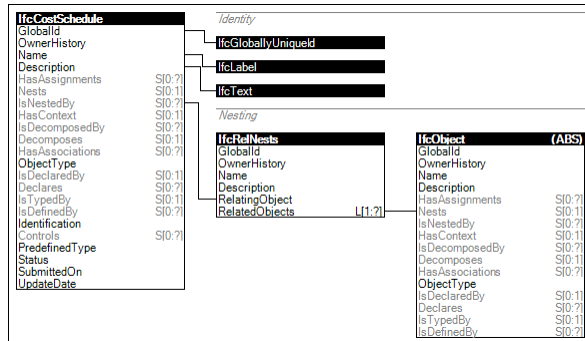 IfcCostSchedule
GlobalId
OwnerHistory
Name
Description
HasAssignments S[0:?]
Nests S[0:1]
IsNestedBy S[0:?]
HasContext S[0:1]
IsDecomposedBy S[0:?]
Decomposes S[0:1]
HasAssociations S[0:?]
ObjectType
IsDeclaredBy S[0:1]
Declares S[0:?]
IsTypedBy S[0:1]
IsDefinedBy S[0:?]
Identification
Controls S[0:?]
PredefinedType
Status
SubmittedOn
UpdateDate
Identity
IfcGloballyUniqueId
IfcLabel
IfcText
Nesting
IfcRelNests
GlobalId
OwnerHistory
Name
Description
RelatingObject
RelatedObjects L[1:?]
IfcObject (ABS)
GlobalId
OwnerHistory
Name
Description
HasAssignments S[0:?]
Nests S[0:1]
IsNestedBy S[0:?]
HasContext S[0:1]
IsDecomposedBy S[0:?]
Decomposes S[0:1]
HasAssociations S[0:?]
ObjectType
IsDeclaredBy S[0:1]
Declares S[0:?]
IsTypedBy S[0:1]
IsDefinedBy S[0:?]